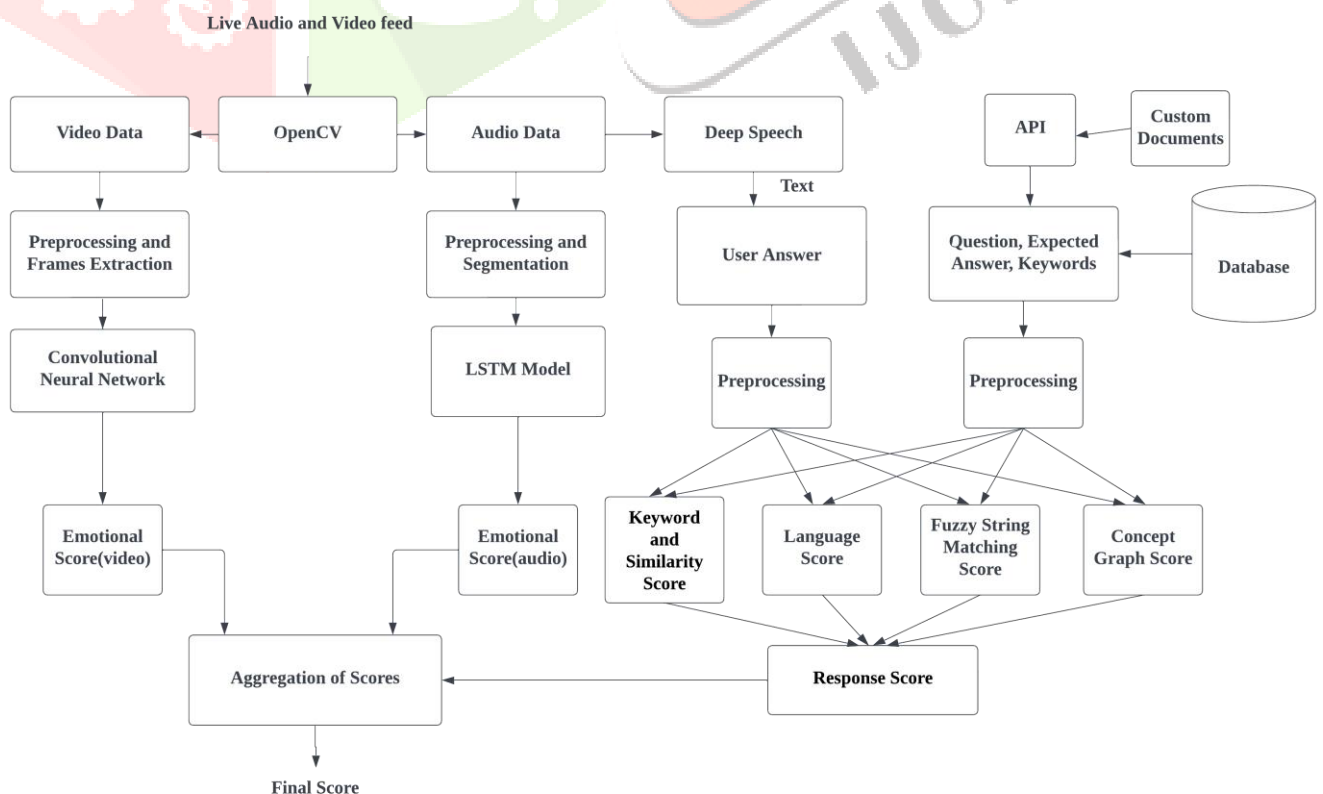 Live Audio and Video feed
Video Data
OpenCV
Audio Data
Deep Speech
API
Custom
Documents
Text
Preprocessing and
Frames Extraction
Preprocessing and
Segmentation
User Answer
Question, Expected
Answer, Keywords
Database
Convolutional
Neural Network
LSTM Model
Preprocessing
Preprocessing
Emotional
Score(video)
Emotional
Score(audio)
Keyword
and
Similarity
Score
Language
Score
Fuzzy String
Matching
Score
Concept
Graph Score
Aggregation of Scores
Response Score
Final Score